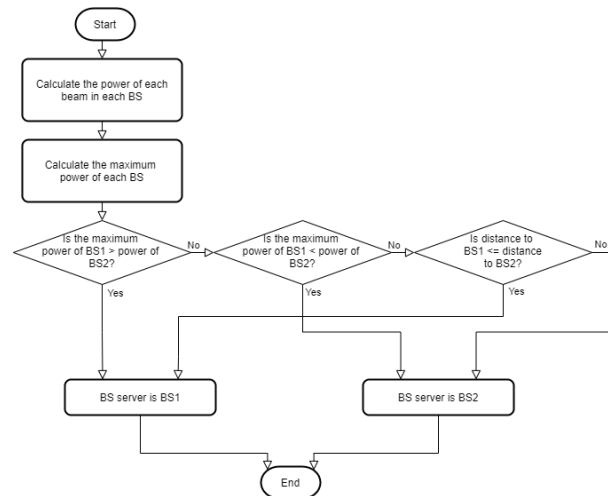 Start
Calculate the power of each
beam in each BS
Calculate the maximum
power of each BS
Is the maximum
power of BS1 > power of
BS2?
No
Is the maximum
power of BS1 < power of
BS2?
No
Is distance to
BS1 <= distance
to BS2?
No
Yes
Yes
Yes
BS server is BS1
BS server is BS2
End